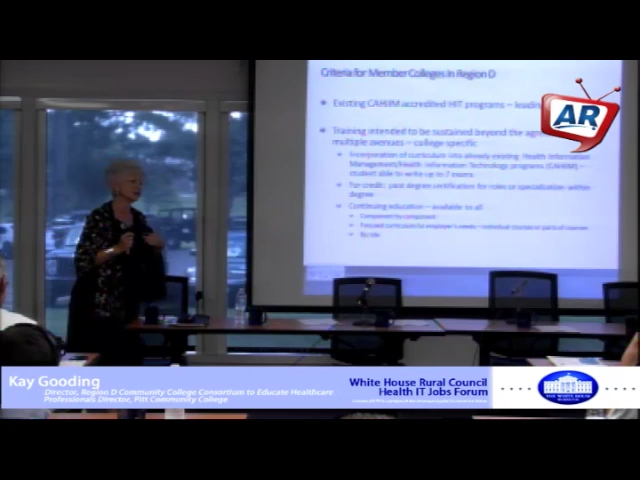 AR
Criteria for Member Colleges in Region D
Existing CAHIIM accredited HIT programs – leadin
Training intended to be sustained beyond the
multiple avenues – college specific
Incorporation of curriculum into already existing Health Information
Management/Health Information Technology programs (CAHIIM) –
student able to write up to 7 exams
For credit: past degree certification for roles or specialization within
degree
Continuing education – available to all
Component by component
Focused curriculum for employer's needs – individual courses or parts of courses
Kay Gooding
Director, Region D Community College Consortium to Educate Healthcare
Professionals Director, Pitt Community College
White House Rural Council
Health IT Jobs Forum
THE WHITE HOUSE